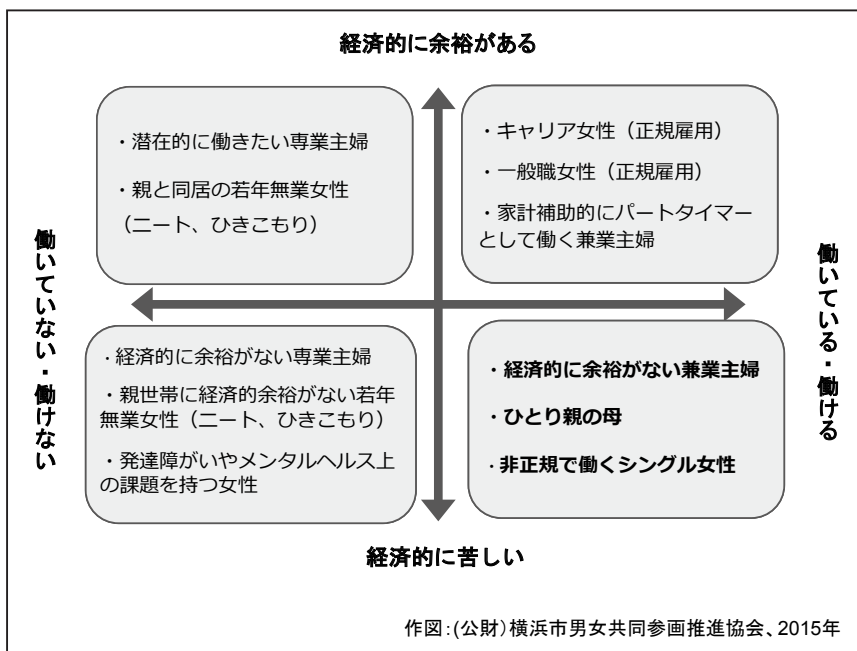 経済的に余裕がある
・潜在的に働きたい専業主婦
・親と同居の若年無業女性
（ニート、ひきこもり）
・キャリア女性（正規雇用）
・一般職女性（正規雇用）
・家計補助的にパートタイマー
として働く兼業主婦
働いていない・働けない
働いている・働ける
・経済的に余裕がない専業主婦
・親世帯に経済的余裕がない若年
無業女性（ニート、ひきこもり）
・発達障がいやメンタルヘルス上
の課題を持つ女性
・経済的に余裕がない兼業主婦
・ひとり親の母
・非正規で働くシングル女性
経済的に苦しい
作図：(公財)横浜市男女共同参画推進協会、2015年